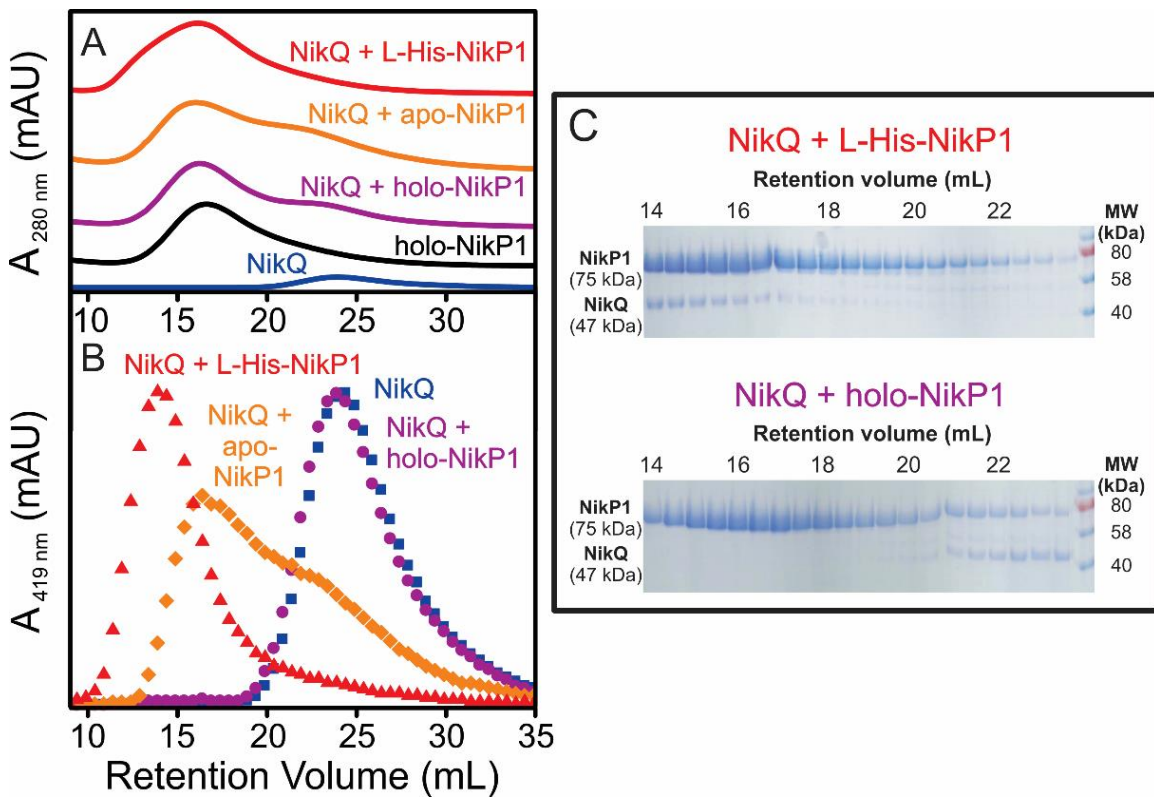 A
NikQ + L-His-NikP1
NikQ + apo-NikP1
NikQ + holo-NikP1
holo-NikP1
NikQ
A 280 nm (mAU)
10 15 20 25 30
B
NikQ + L-His-NikP1
NikQ +
apo-
NikP1
NikQ
NikQ +
holo-NikP1
A 419 nm (mAU)
10 15 20 25 30 35
Retention Volume (mL)
C
NikQ + L-His-NikP1
Retention volume (mL)
14 16 18 20 22 MW
(kDa)
NikP1
(75 kDa)
NikQ
(47 kDa)
80
58
40
NikQ + holo-NikP1
Retention volume (mL)
14 16 18 20 22 MW
(kDa)
NikP1
(75 kDa)
NikQ
(47 kDa)
80
58
40